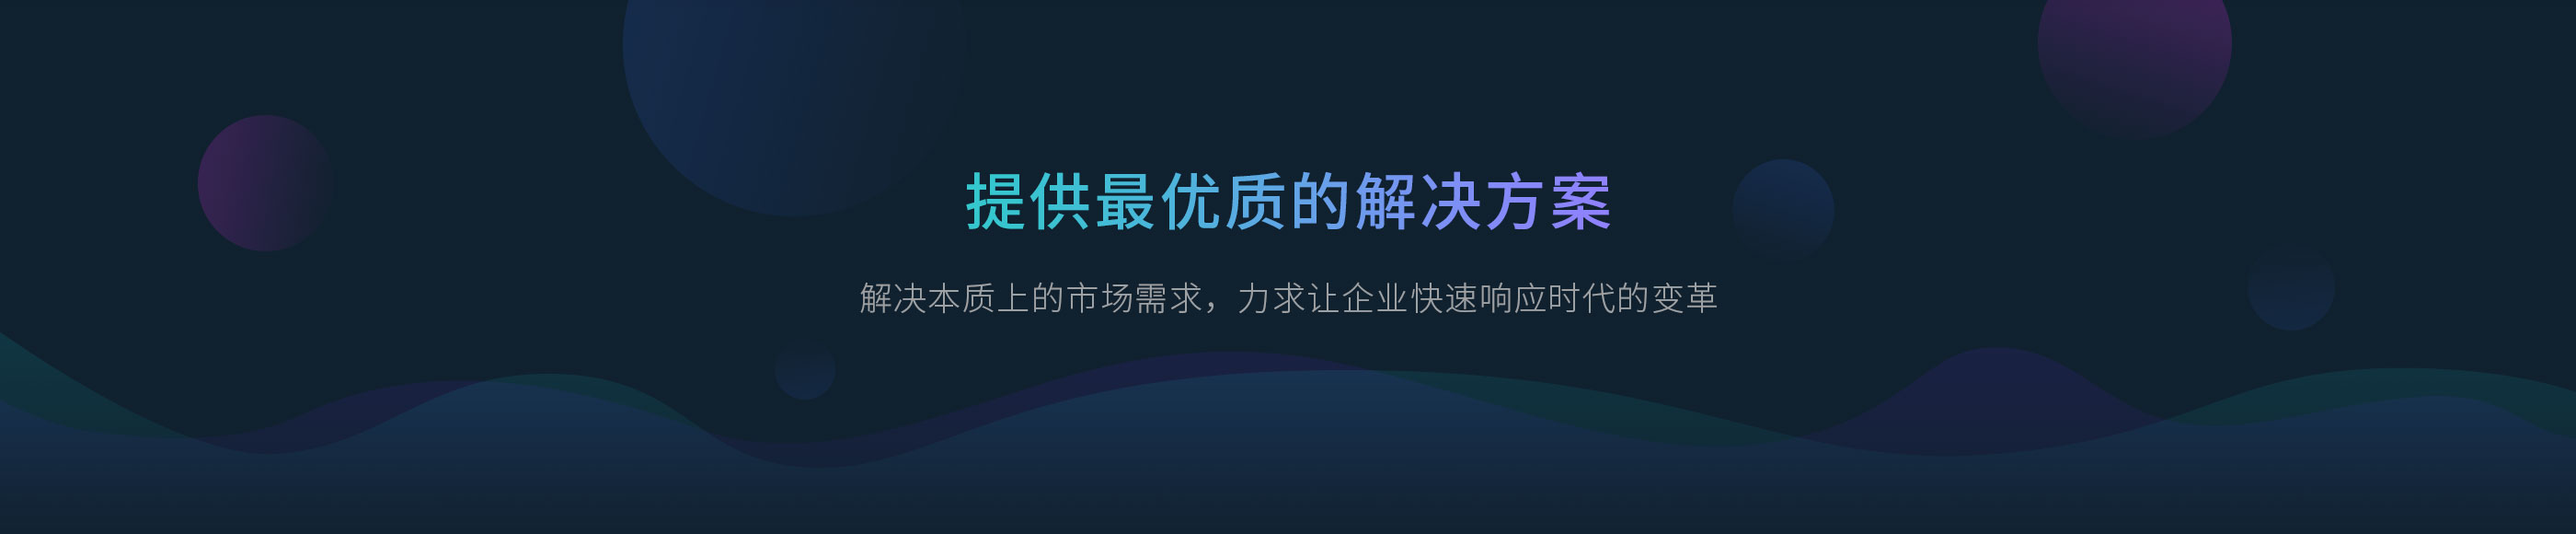 提供最优质的解决方案
解决本质上的市场需求，力求让企业快速响应时代的变革